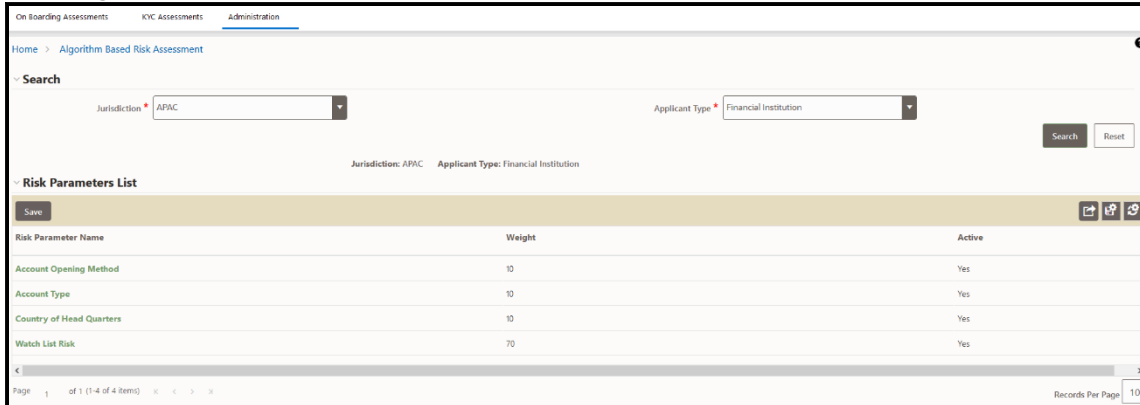 On Boarding Assessments KYC Assessments Administration
Home > Algorithm Based Risk Assessment
Search
Jurisdiction * APAC Applicant Type * Financial Institution
Search Reset
Jurisdiction: APAC Applicant Type: Financial Institution
Risk Parameters List
Save
Risk Parameter Name Weight Active
Account Opening Method 10 Yes
Account Type 10 Yes
Country of Head Quarters 10 Yes
Watch List Risk 70 Yes
Page 1 of 1 (1-4 of 4 items) Records Per Page 10